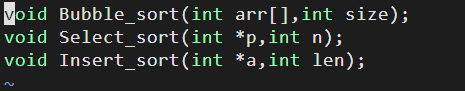 void Bubble_sort(int arr[],int size);
void Select_sort(int *p,int n);
void Insert_sort(int *a,int len);
~